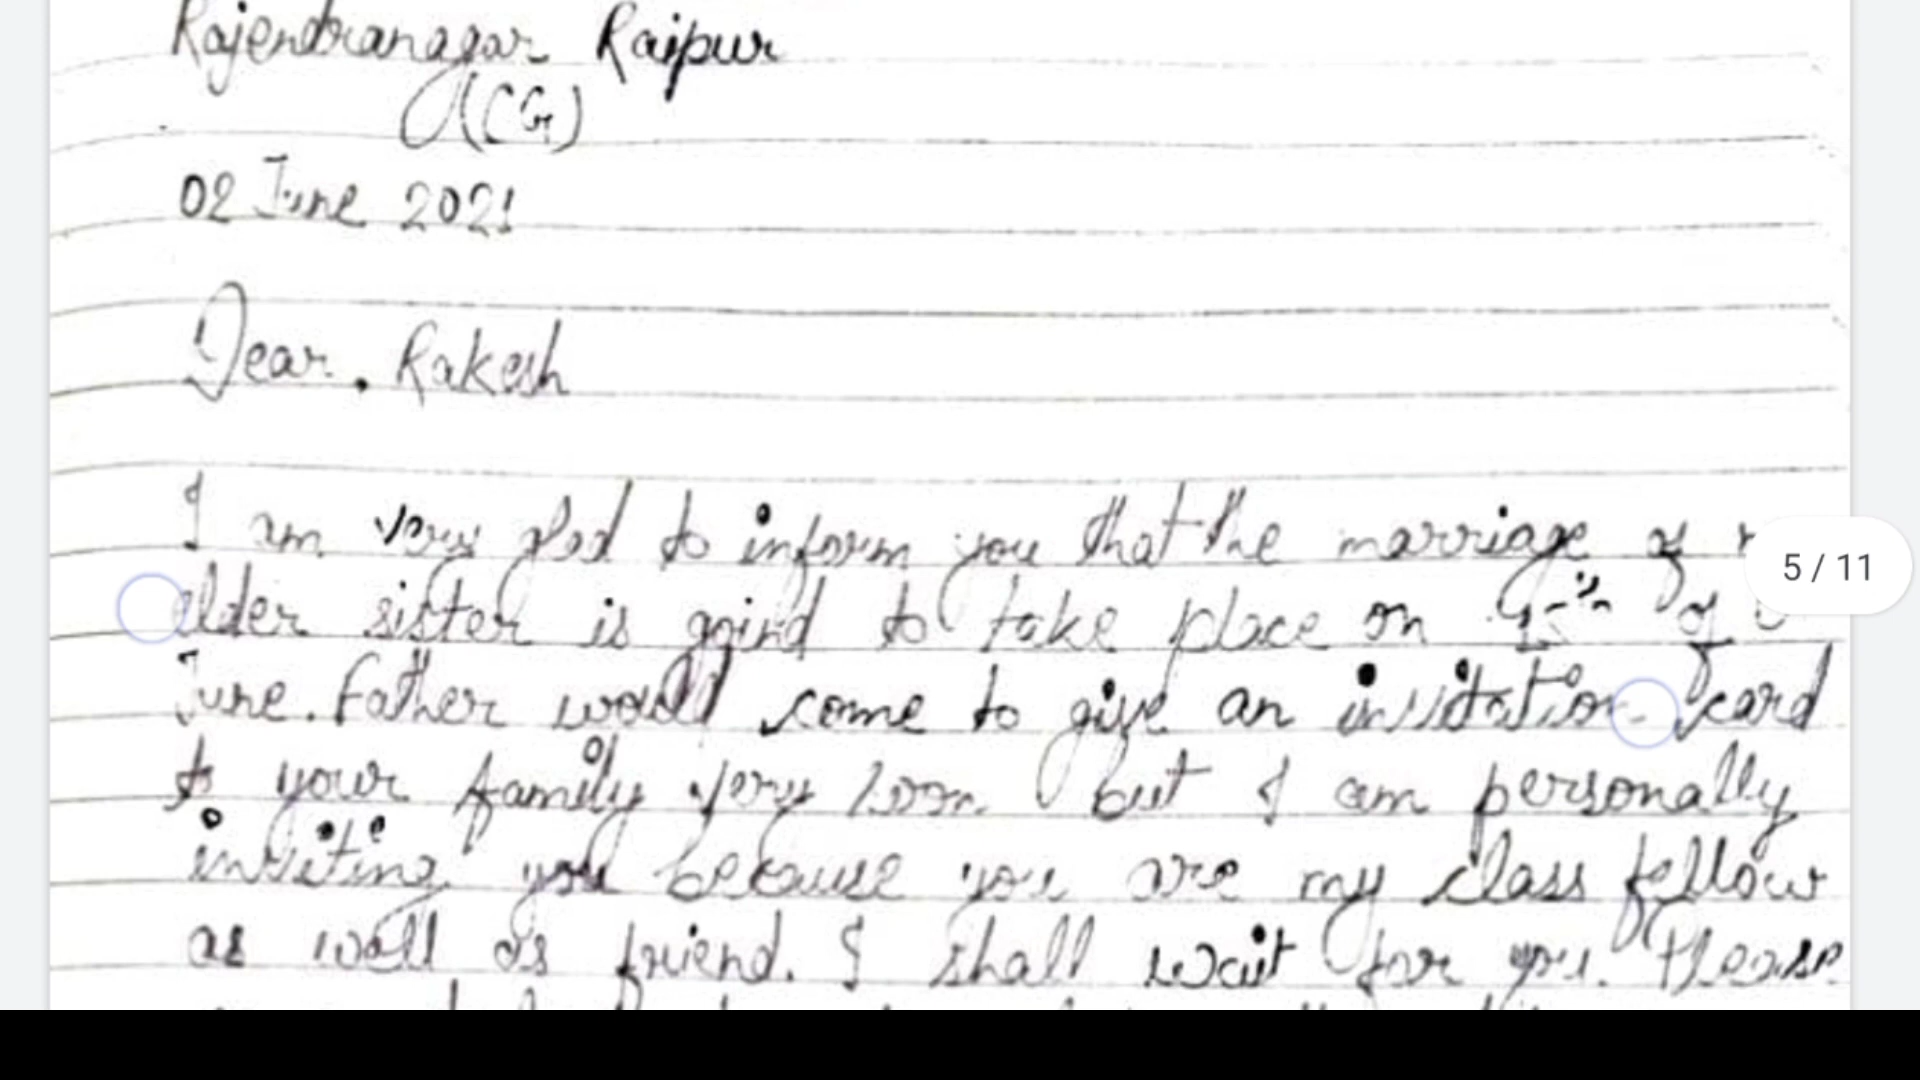 Rajendranagar Raipur
(CG)
02 June 2021
Dear. Rakesh
I am very glad to inform you that the marriage of
elder sister is goind to take place on of
5 / 11
June. Father would come to give an invitation card
to your family very soon. but I am personally
inviting you because you are my class fellow
as wall as friend. I shall wait for you. Please